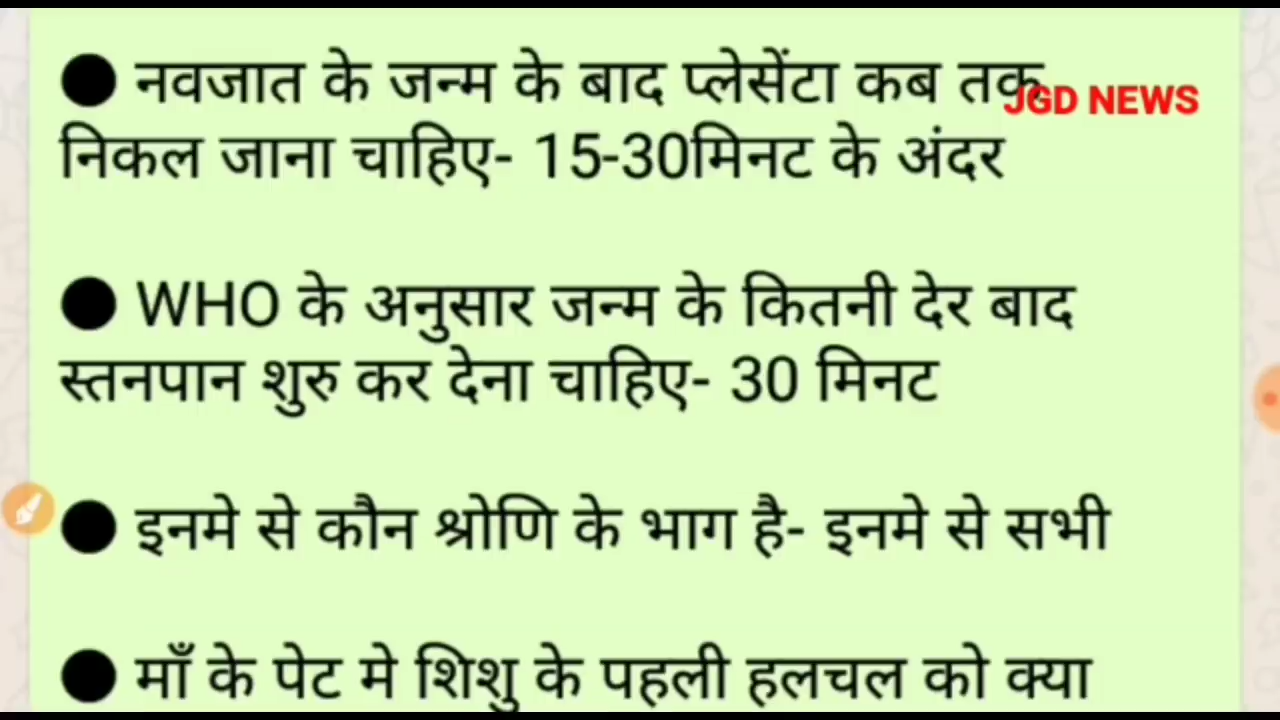 ● नवजात के जन्म के बाद प्लेसेंटा कब तक
JGD NEWS
निकल जाना चाहिए- 15-30मिनट के अंदर
● WHO के अनुसार जन्म के कितनी देर बाद
स्तनपान शुरु कर देना चाहिए- 30 मिनट
● इनमे से कौन श्रोणि के भाग है- इनमे से सभी
● माँ के पेट मे शिशु के पहली हलचल को क्या